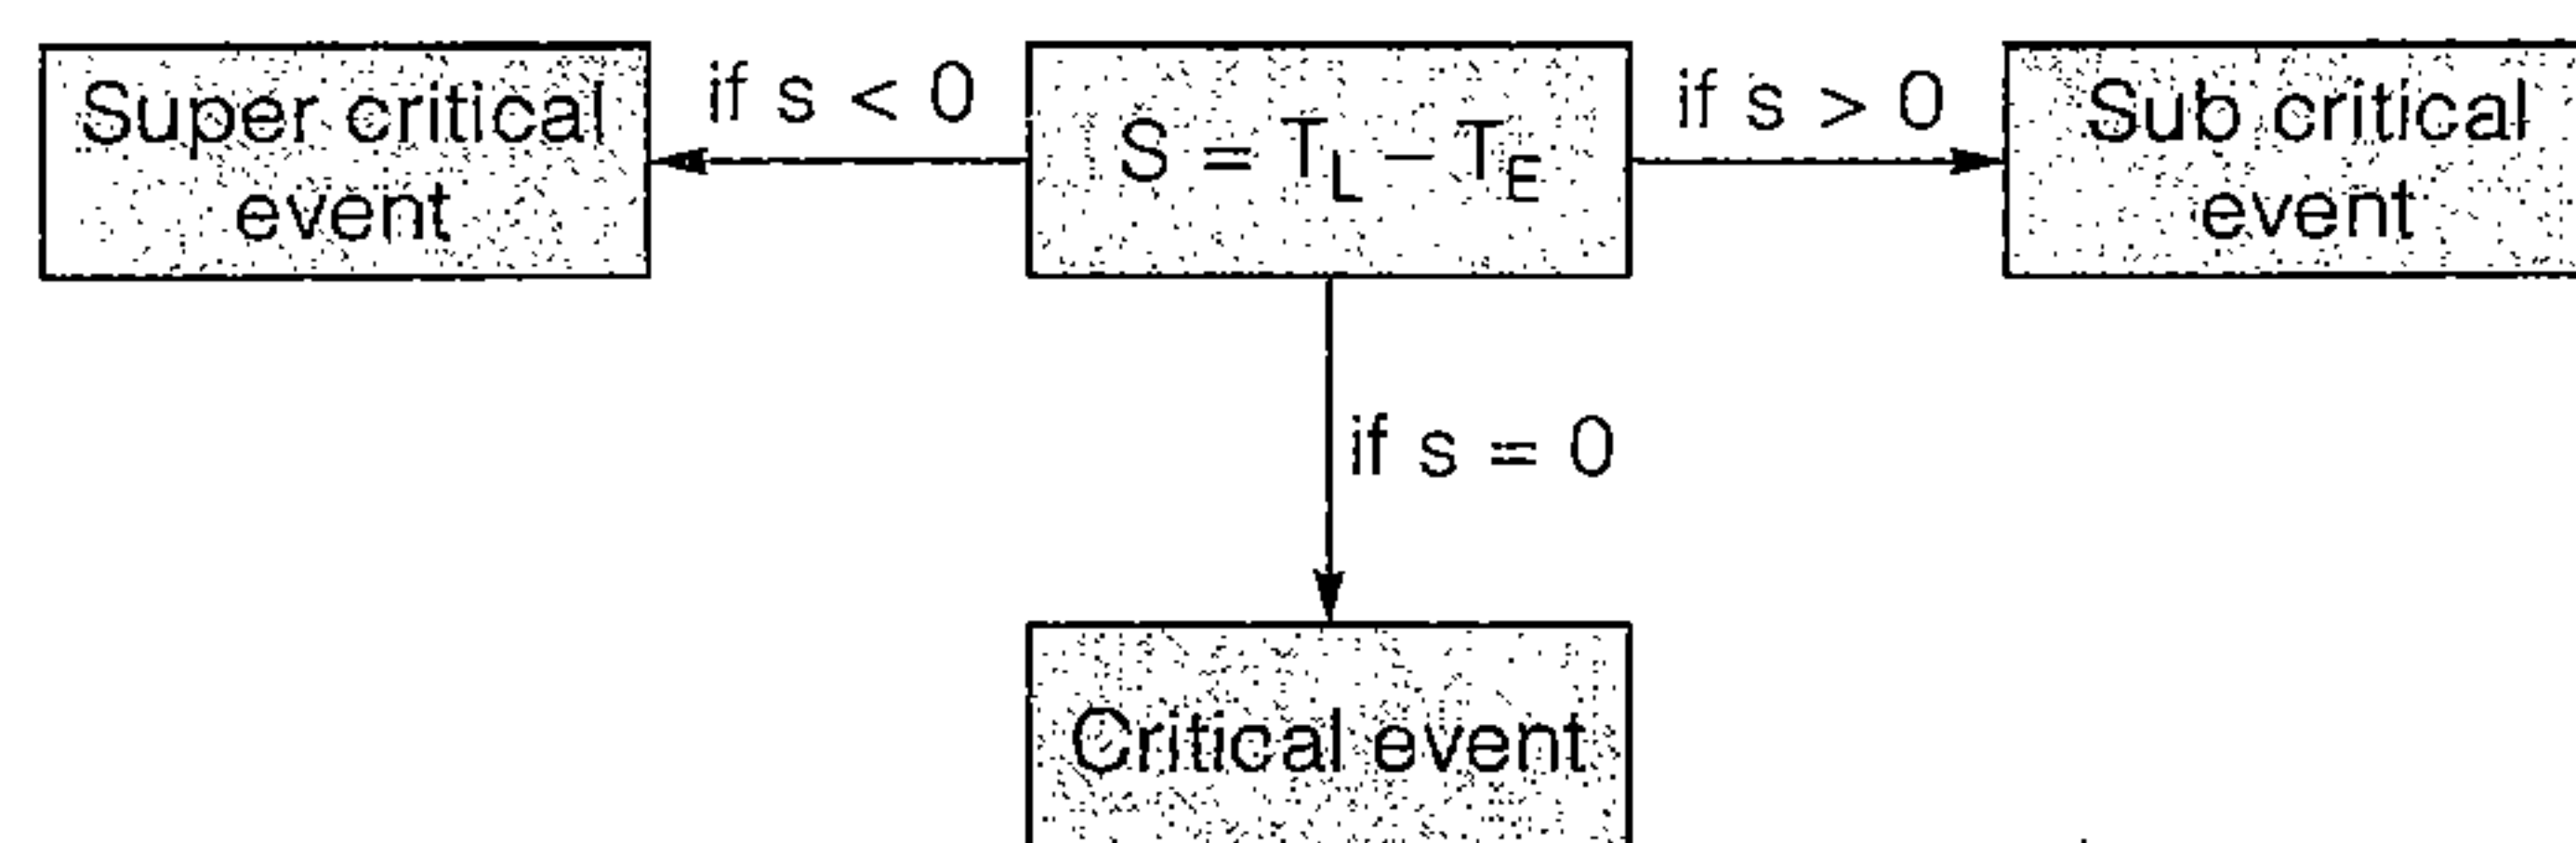 Super critical
event
if s < 0
S = T_L – T_E
if s > 0
Sub critical
event
if s = 0
Critical event